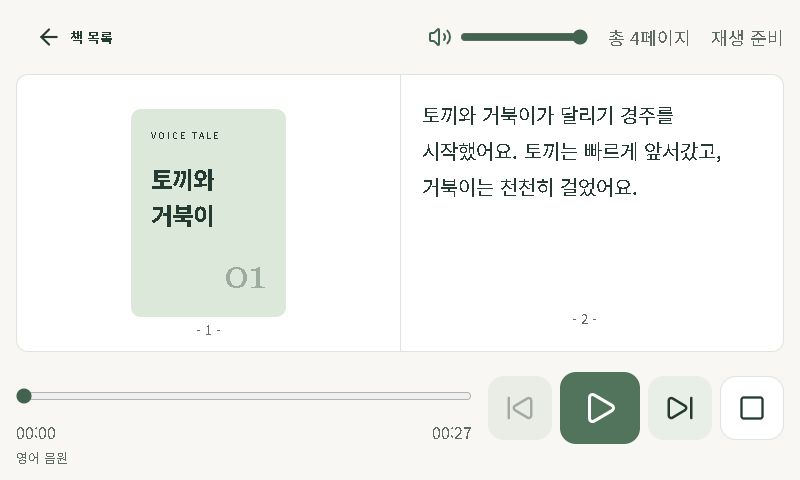 책 목록
총 4페이지
재생 준비
VOICE TALE
토끼와
거북이
01
- 1 -
토끼와 거북이가 달리기 경주를
시작했어요. 토끼는 빠르게 앞서갔고,
거북이는 천천히 걸었어요.
- 2 -
00:00
00:27
영어 음원